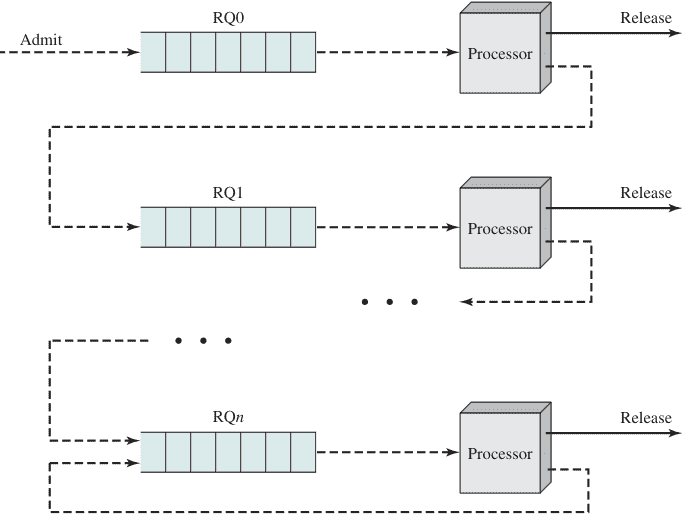 RQ0
Release
Admit
Processor
RQ1
Release
Processor
• • •
• • •
RQn
Release
Processor